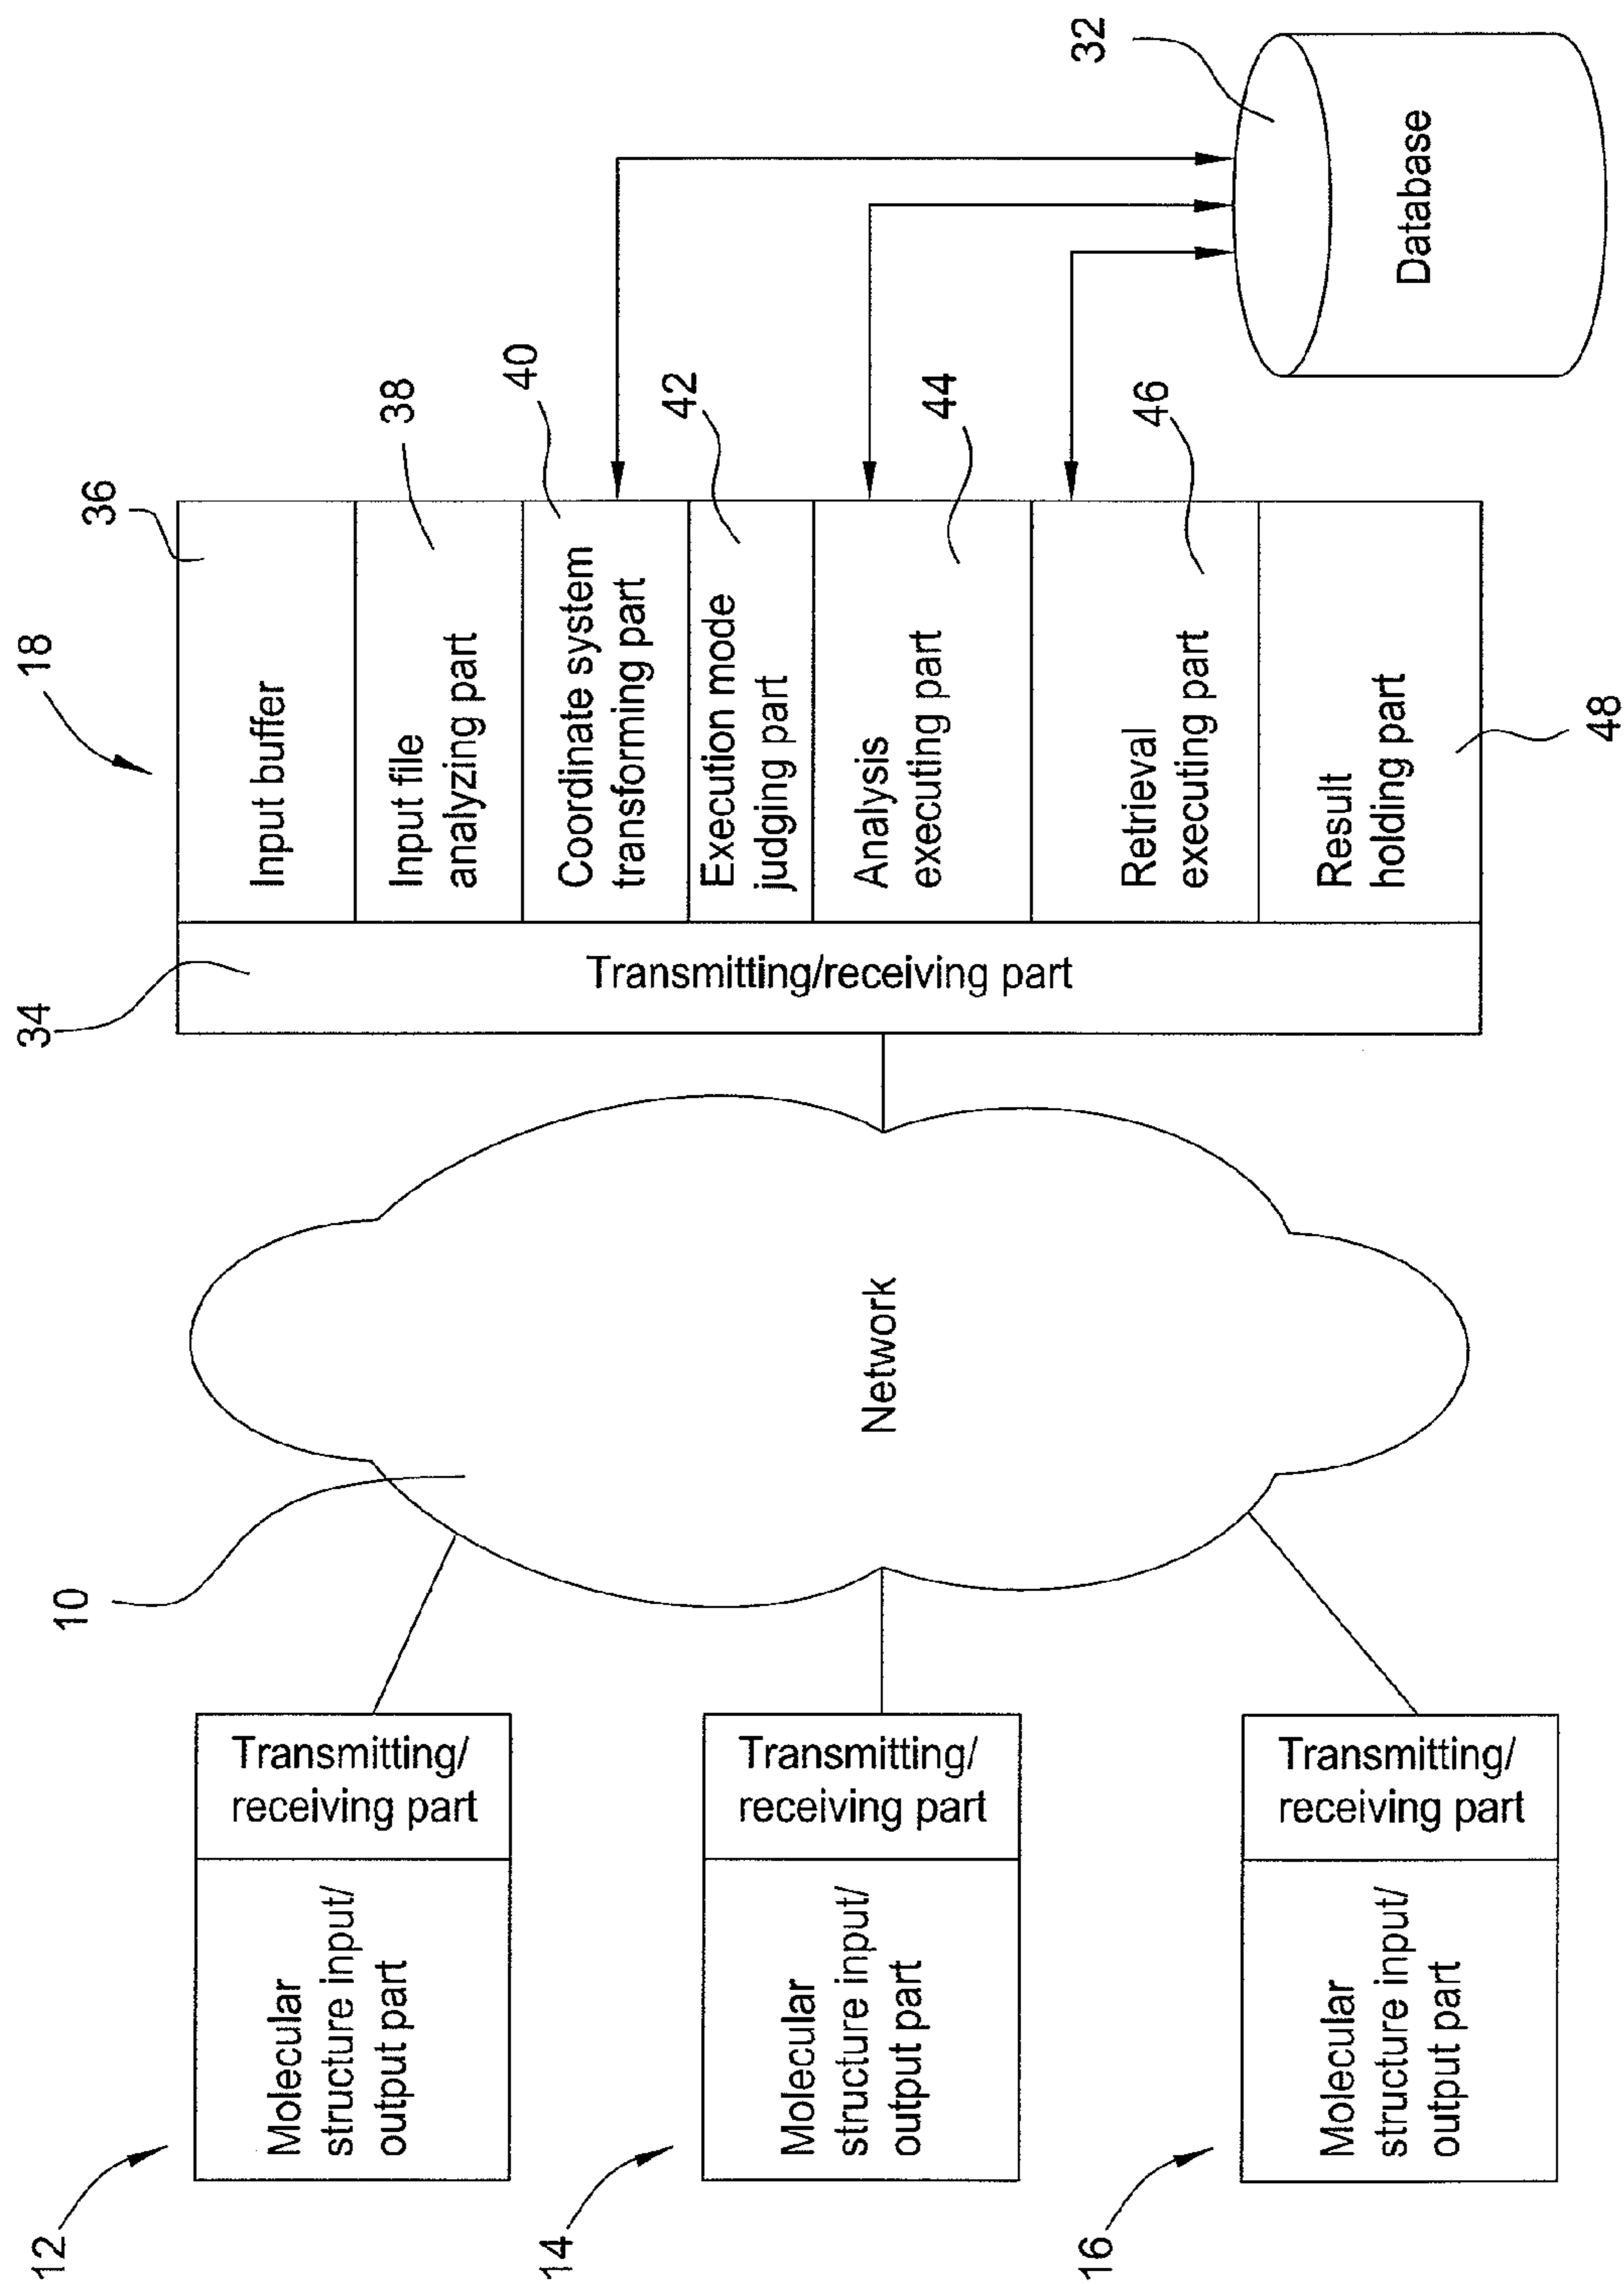 12
Molecular
structure input/
output part
Transmitting/
receiving part
14
Molecular
structure input/
output part
Transmitting/
receiving part
16
Molecular
structure input/
output part
Transmitting/
receiving part
10
Network
18
34
Transmitting/receiving part
Input buffer
36
Input file
analyzing part
38
Coordinate system
transforming part
40
Execution mode
judging part
42
Analysis
executing part
44
Retrieval
executing part
46
Result
holding part
48
32
Database